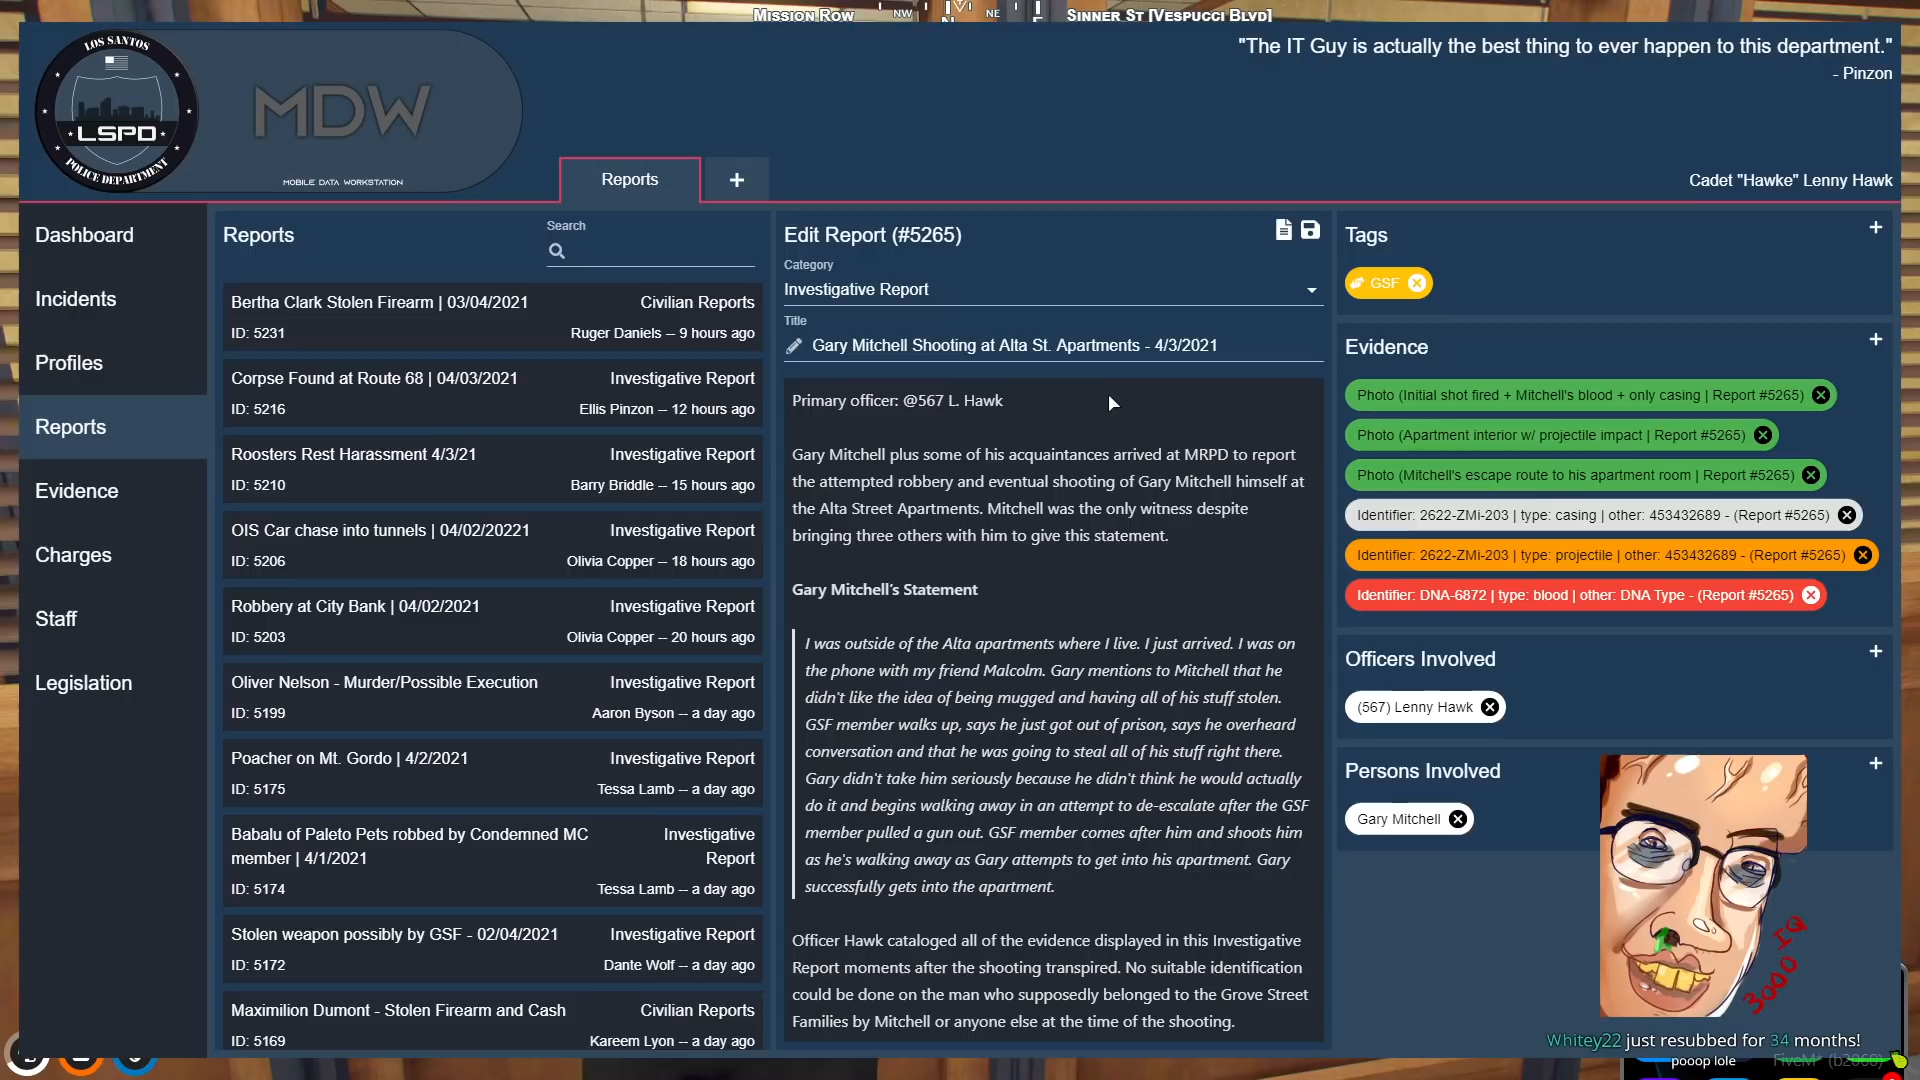 Mission Row
NW
N
NE
E
Sinner St [Vespucci Blvd]
LOS SANTOS
LSPD
POLICE DEPARTMENT
MDW
MOBILE DATA WORKSTATION
"The IT Guy is actually the best thing to ever happen to this department."
- Pinzon
Reports
+
Cadet "Hawke" Lenny Hawk
Dashboard
Incidents
Profiles
Reports
Evidence
Charges
Staff
Legislation
Reports
Search
Bertha Clark Stolen Firearm | 03/04/2021
Civilian Reports
ID: 5231
Ruger Daniels -- 9 hours ago
Corpse Found at Route 68 | 04/03/2021
Investigative Report
ID: 5216
Ellis Pinzon -- 12 hours ago
Roosters Rest Harassment 4/3/21
Investigative Report
ID: 5210
Barry Briddle -- 15 hours ago
OIS Car chase into tunnels | 04/02/20221
Investigative Report
ID: 5206
Olivia Copper -- 18 hours ago
Robbery at City Bank | 04/02/2021
Investigative Report
ID: 5203
Olivia Copper -- 20 hours ago
Oliver Nelson - Murder/Possible Execution
Investigative Report
ID: 5199
Aaron Byson -- a day ago
Poacher on Mt. Gordo | 4/2/2021
Investigative Report
ID: 5175
Tessa Lamb -- a day ago
Babalu of Paleto Pets robbed by Condemned MC
member | 4/1/2021
Investigative
Report
ID: 5174
Tessa Lamb -- a day ago
Stolen weapon possibly by GSF - 02/04/2021
Investigative Report
ID: 5172
Dante Wolf -- a day ago
Maximilion Dumont - Stolen Firearm and Cash
Civilian Reports
ID: 5169
Kareem Lyon -- a day ago
Edit Report (#5265)
Category
Investigative Report
Title
Gary Mitchell Shooting at Alta St. Apartments - 4/3/2021
Primary officer: @567 L. Hawk
Gary Mitchell plus some of his acquaintances arrived at MRPD to report
the attempted robbery and eventual shooting of Gary Mitchell himself at
the Alta Street Apartments. Mitchell was the only witness despite
bringing three others with him to give this statement.
Gary Mitchell's Statement
I was outside of the Alta apartments where I live. I just arrived. I was on
the phone with my friend Malcolm. Gary mentions to Mitchell that he
didn't like the idea of being mugged and having all of his stuff stolen.
GSF member walks up, says he just got out of prison, says he overheard
conversation and that he was going to steal all of his stuff right there.
Gary didn't take him seriously because he didn't think he would actually
do it and begins walking away in an attempt to de-escalate after the GSF
member pulled a gun out. GSF member comes after him and shoots him
as he's walking away as Gary attempts to get into his apartment. Gary
successfully gets into the apartment.
Officer Hawk cataloged all of the evidence displayed in this Investigative
Report moments after the shooting transpired. No suitable identification
could be done on the man who supposedly belonged to the Grove Street
Families by Mitchell or anyone else at the time of the shooting.
Tags
+
GSF
Evidence
+
Photo (Initial shot fired + Mitchell's blood + only casing | Report #5265)
Photo (Apartment interior w/ projectile impact | Report #5265)
Photo (Mitchell's escape route to his apartment room | Report #5265)
Identifier: 2622-ZMi-203 | type: casing | other: 453432689 - (Report #5265)
Identifier: 2622-ZMi-203 | type: projectile | other: 453432689 - (Report #5265)
Identifier: DNA-6872 | type: blood | other: DNA Type - (Report #5265)
Officers Involved
+
(567) Lenny Hawk
Persons Involved
+
Gary Mitchell
3000 IQ
Whitey22 just resubbed for 34 months!
pooop lole
FiveM* (b2060)